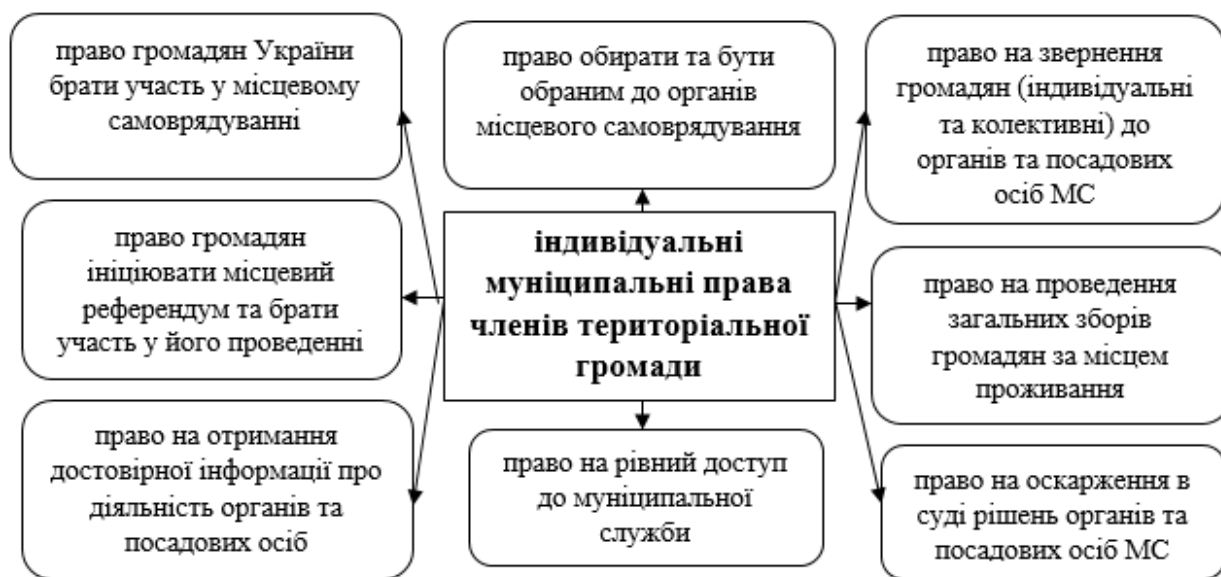 право громадян України
брати участь у місцевому
самоврядуванні
право обирати та бути
обраним до органів
місцевого самоврядування
право на звернення
громадян (індивідуальні
та колективні) до
органів та посадових
осіб МС
право громадян
ініціювати місцевий
референдум та брати
участь у його проведенні
індивідуальні
муніципальні права
членів територіальної
громади
право на проведення
загальних зборів
громадян за місцем
проживання
право на отримання
достовірної інформації про
діяльність органів та
посадових осіб
право на рівний доступ
до муніципальної
служби
право на оскарження в
суді рішень органів та
посадових осіб МС